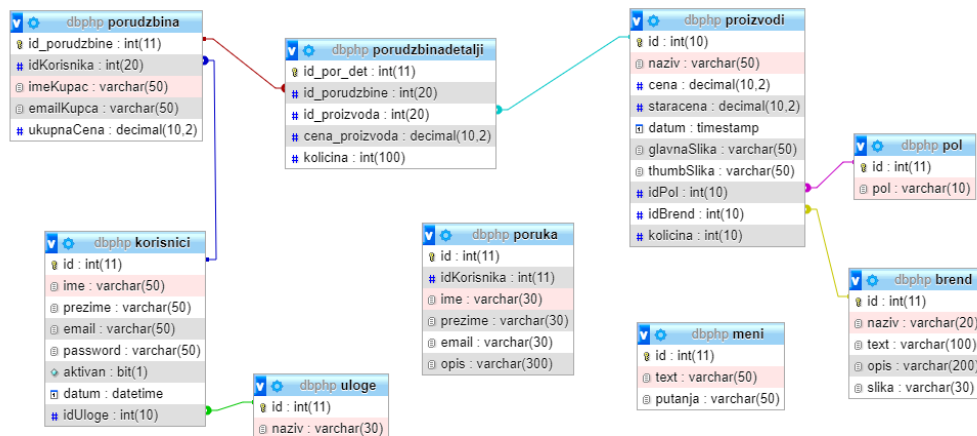 dbphp porudzbina
id_porudzbine : int(11)
idKorisnika : int(20)
imeKupac : varchar(50)
emailKupca : varchar(50)
ukupnaCena : decimal(10,2)
dbphp porudzbinadetalji
id_por_det : int(11)
id_porudzbine : int(20)
id_proizvoda : int(20)
cena_proizvoda : decimal(10,2)
kolicina : int(100)
dbphp proizvodi
id : int(10)
naziv : varchar(50)
cena : decimal(10,2)
staracena : decimal(10,2)
datum : timestamp
glavnaSlika : varchar(50)
thumbSlika : varchar(50)
idPol : int(10)
idBrend : int(10)
kolicina : int(10)
dbphp pol
id : int(11)
pol : varchar(10)
dbphp korisnici
id : int(11)
ime : varchar(50)
prezime : varchar(50)
email : varchar(50)
password : varchar(50)
aktivan : bit(1)
datum : datetime
idUloge : int(10)
dbphp uloge
id : int(11)
naziv : varchar(30)
dbphp poruka
id : int(11)
idKorisnika : int(11)
ime : varchar(30)
prezime : varchar(30)
email : varchar(30)
opis : varchar(300)
dbphp meni
id : int(11)
text : varchar(50)
putanja : varchar(50)
dbphp brend
id : int(11)
naziv : varchar(20)
text : varchar(100)
opis : varchar(200)
slika : varchar(30)